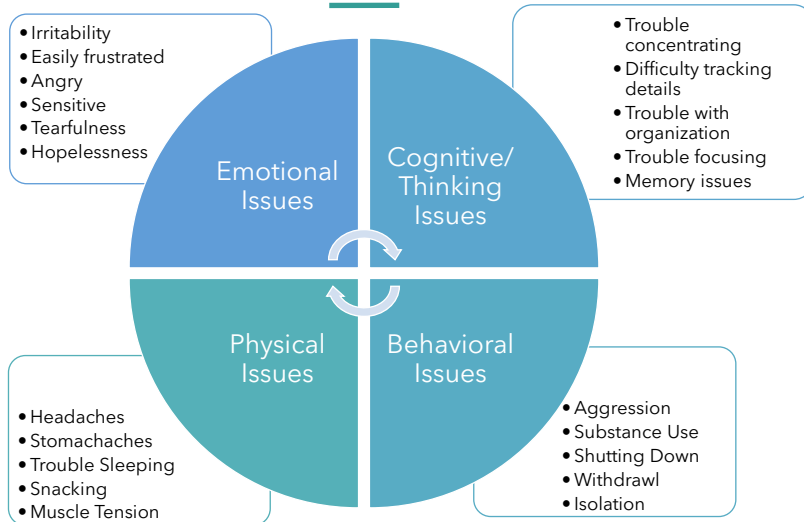 • Irritability
• Easily frustrated
• Angry
• Sensitive
• Tearfulness
• Hopelessness
• Trouble
concentrating
• Difficulty tracking
details
• Trouble with
organization
• Trouble focusing
• Memory issues
Emotional
Issues
Cognitive/
Thinking
Issues
Physical
Issues
Behavioral
Issues
• Headaches
• Stomachaches
• Trouble Sleeping
• Snacking
• Muscle Tension
• Aggression
• Substance Use
• Shutting Down
• Withdrawl
• Isolation